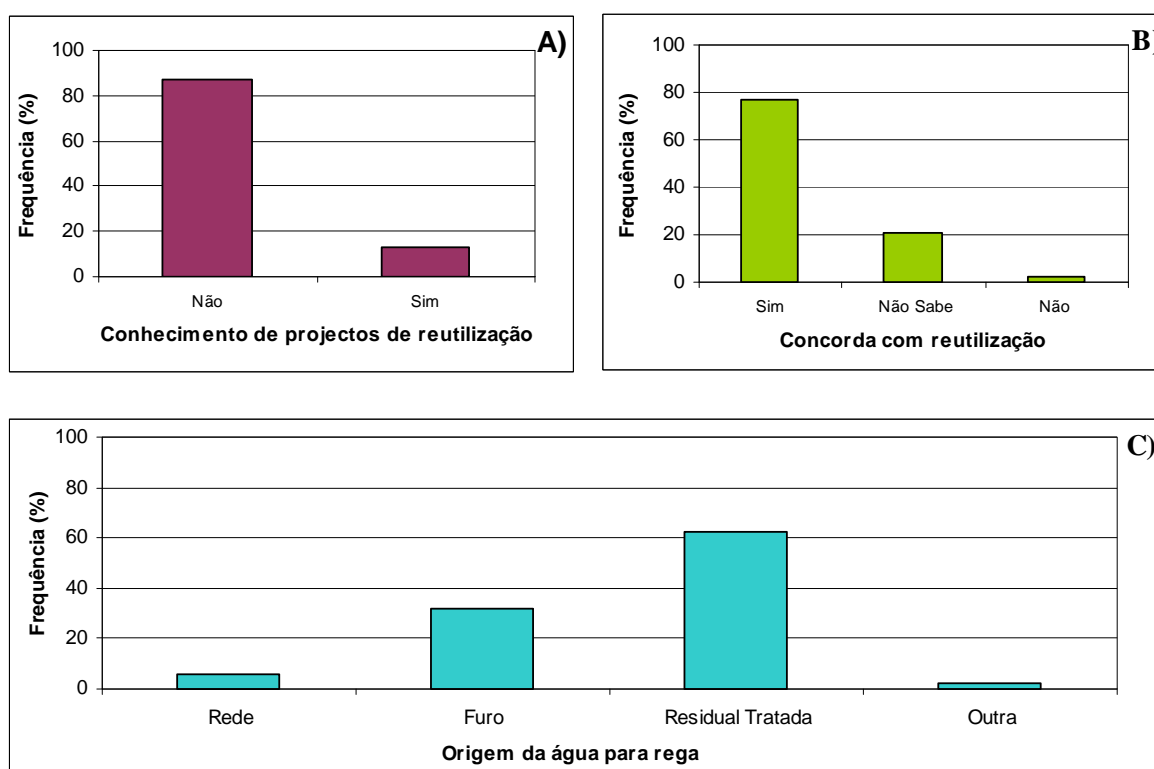 A)
Frequência (%)
100
80
60
40
20
0
Não Sim
Conhecimento de projectos de reutilização
B)
Frequência (%)
100
80
60
40
20
0
Sim Não Sabe Não
Concorda com reutilização
C)
Frequência (%)
100
80
60
40
20
0
Rede Furo Residual Tratada Outra
Origem da água para rega